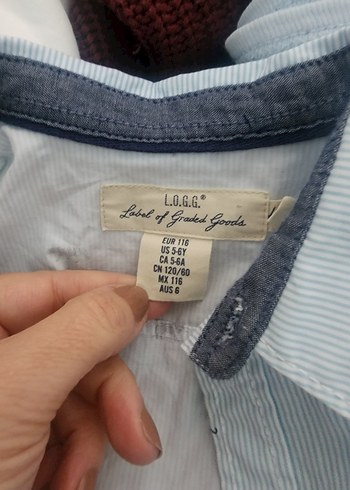 L.O.G.G.®
Label of Graded Goods
EUR 116
US 5-6Y
CA 5-6A
CN 120/60
MX 116
AUS 6